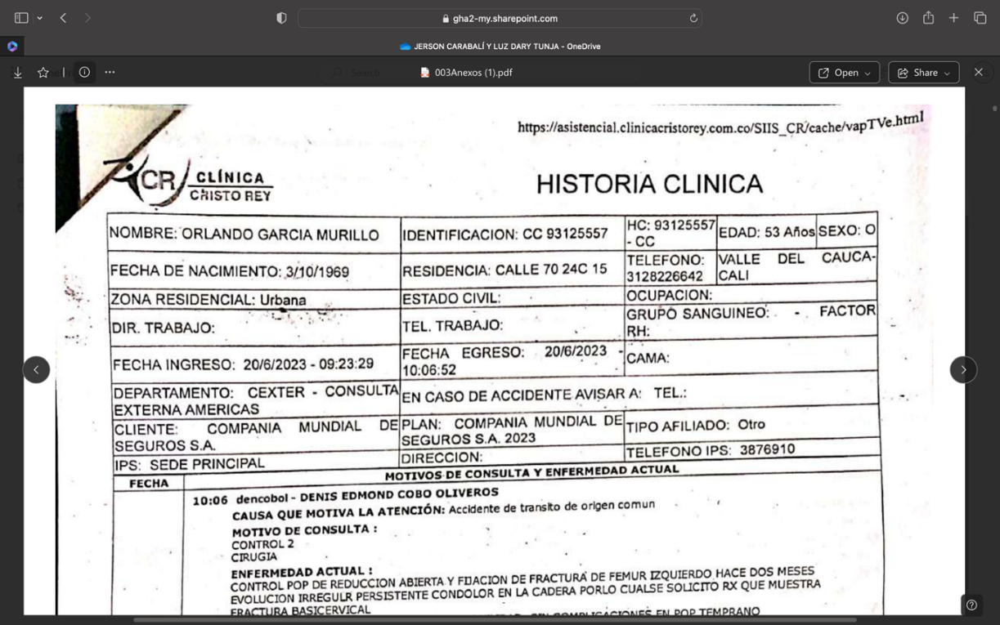 gha2-my.sharepoint.com
JERSON CARABALÍ Y LUZ DARY TUNJA - OneDrive
Search
003Anexos (1).pdf
Open
Share
https://asistencial.clinicacristorey.com.co/SIIS_CR/cache/vapTVe.html
CR CLÍNICA
CRISTO REY
HISTORIA CLINICA
NOMBRE: ORLANDO GARCIA MURILLO IDENTIFICACION: CC 93125557 HC: 93125557 - CC EDAD: 53 Años SEXO: O
FECHA DE NACIMIENTO: 3/10/1969 RESIDENCIA: CALLE 70 24C 15 TELEFONO: 3128226642 VALLE DEL CAUCA- CALI
ZONA RESIDENCIAL: Urbana ESTADO CIVIL: OCUPACION:
DIR. TRABAJO: TEL. TRABAJO: GRUPO SANGUINEO: - FACTOR RH:
FECHA INGRESO: 20/6/2023 - 09:23:29 FECHA EGRESO: 20/6/2023 - 10:06:52 CAMA:
DEPARTAMENTO: CEXTER - CONSULTA EXTERNA AMERICAS EN CASO DE ACCIDENTE AVISAR A: TEL.:
CLIENTE: COMPANIA MUNDIAL DE SEGUROS S.A. PLAN: COMPANIA MUNDIAL DE SEGUROS S.A. 2023 TIPO AFILIADO: Otro
IPS: SEDE PRINCIPAL DIRECCION: TELEFONO IPS: 3876910
FECHA MOTIVOS DE CONSULTA Y ENFERMEDAD ACTUAL
10:06 dencobol - DENIS EDMOND COBO OLIVEROS
CAUSA QUE MOTIVA LA ATENCIÓN: Accidente de transito de origen comun
MOTIVO DE CONSULTA :
CONTROL 2
CIRUGIA
ENFERMEDAD ACTUAL :
CONTROL POP DE REDUCCION ABIERTA Y FIJACION DE FRACTURA DE FEMUR IZQUIERDO HACE DOS MESES
EVOLUCION IRREGULR PERSISTENTE CONDOLOR EN LA CADERA PORLO CUALSE SOLICITO RX QUE MUESTRA
FRACTURA BASICERVICAL
SIN COMPLICACIONES EN POP TEMPRANO